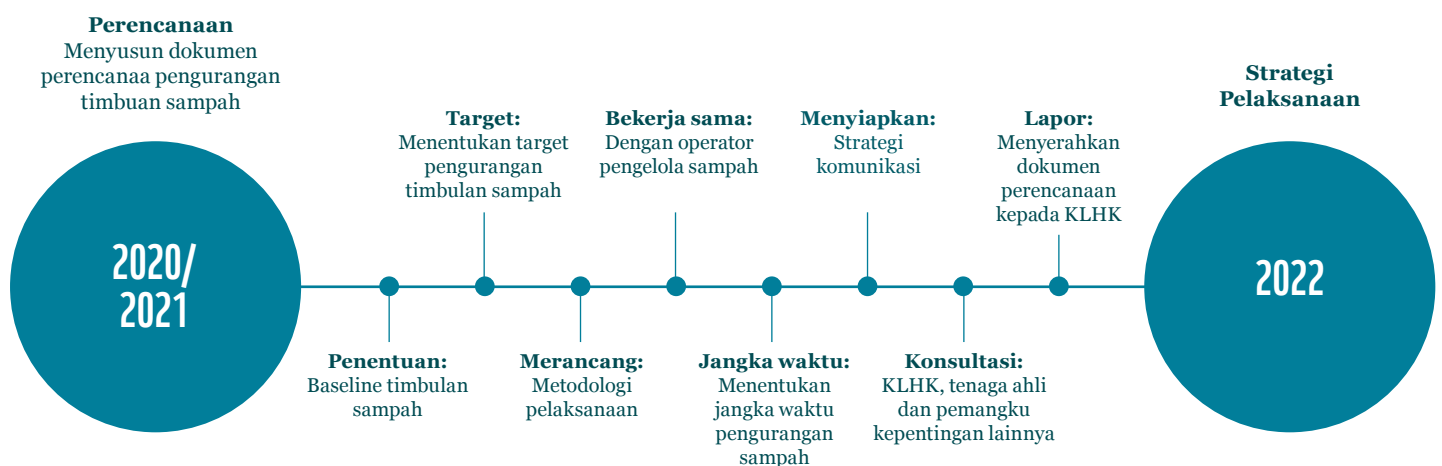 Perencanaan
Menyusun dokumen
perencanaa pengurangan
timbuan sampah
2020/
2021
Penentuan:
Baseline timbulan
sampah
Target:
Menentukan target
pengurangan
timbulan sampah
Merancang:
Metodologi
pelaksanaan
Bekerja sama:
Dengan operator
pengelola sampah
Jangka waktu:
Menentukan
jangka waktu
pengurangan
sampah
Menyiapkan:
Strategi
komunikasi
Konsultasi:
KLHK, tenaga ahli
dan pemangku
kepentingan lainnya
Lapor:
Menyerahkan
dokumen
perencanaan
kepada KLHK
Strategi
Pelaksanaan
2022